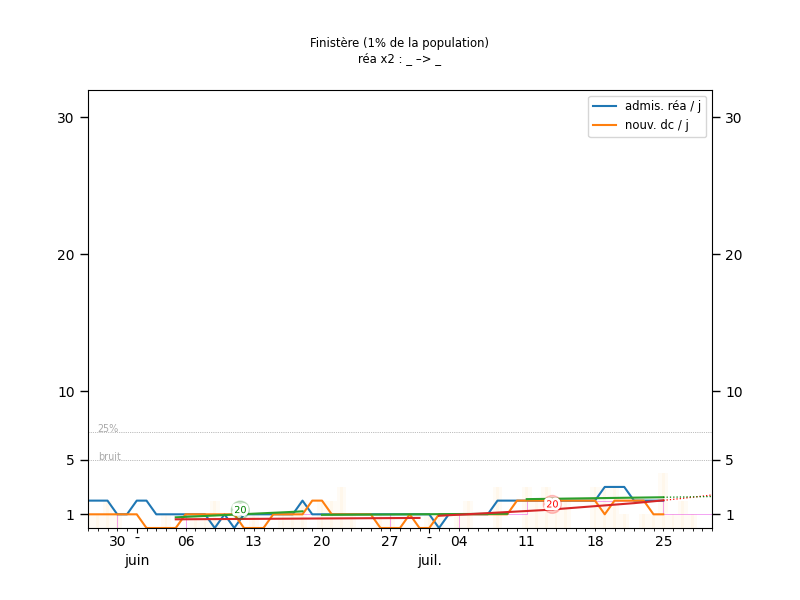 Finistère (1% de la population)
réa x2 : _ –> _
admis. réa / j
nouv. dc / j
30 30
20 20
10 10
25%
5 5
bruit
20
20
1 1
30 - 06 13 20 27 - 04 11 18 25
juin juil.